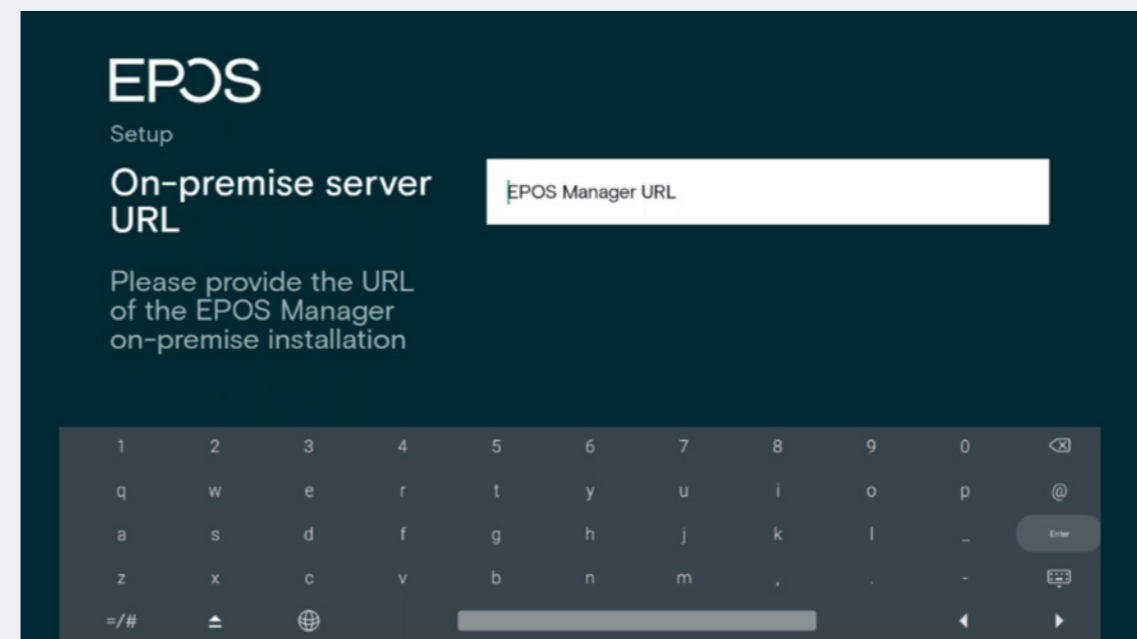 EPOS
Setup
On-premise server
URL
EPOS Manager URL
Please provide the URL
of the EPOS Manager
on-premise installation
1 2 3 4 5 6 7 8 9 0
q w e r t y u i o p @
a s d f g h j k l _ Enter
z x c v b n m , . -
=/#